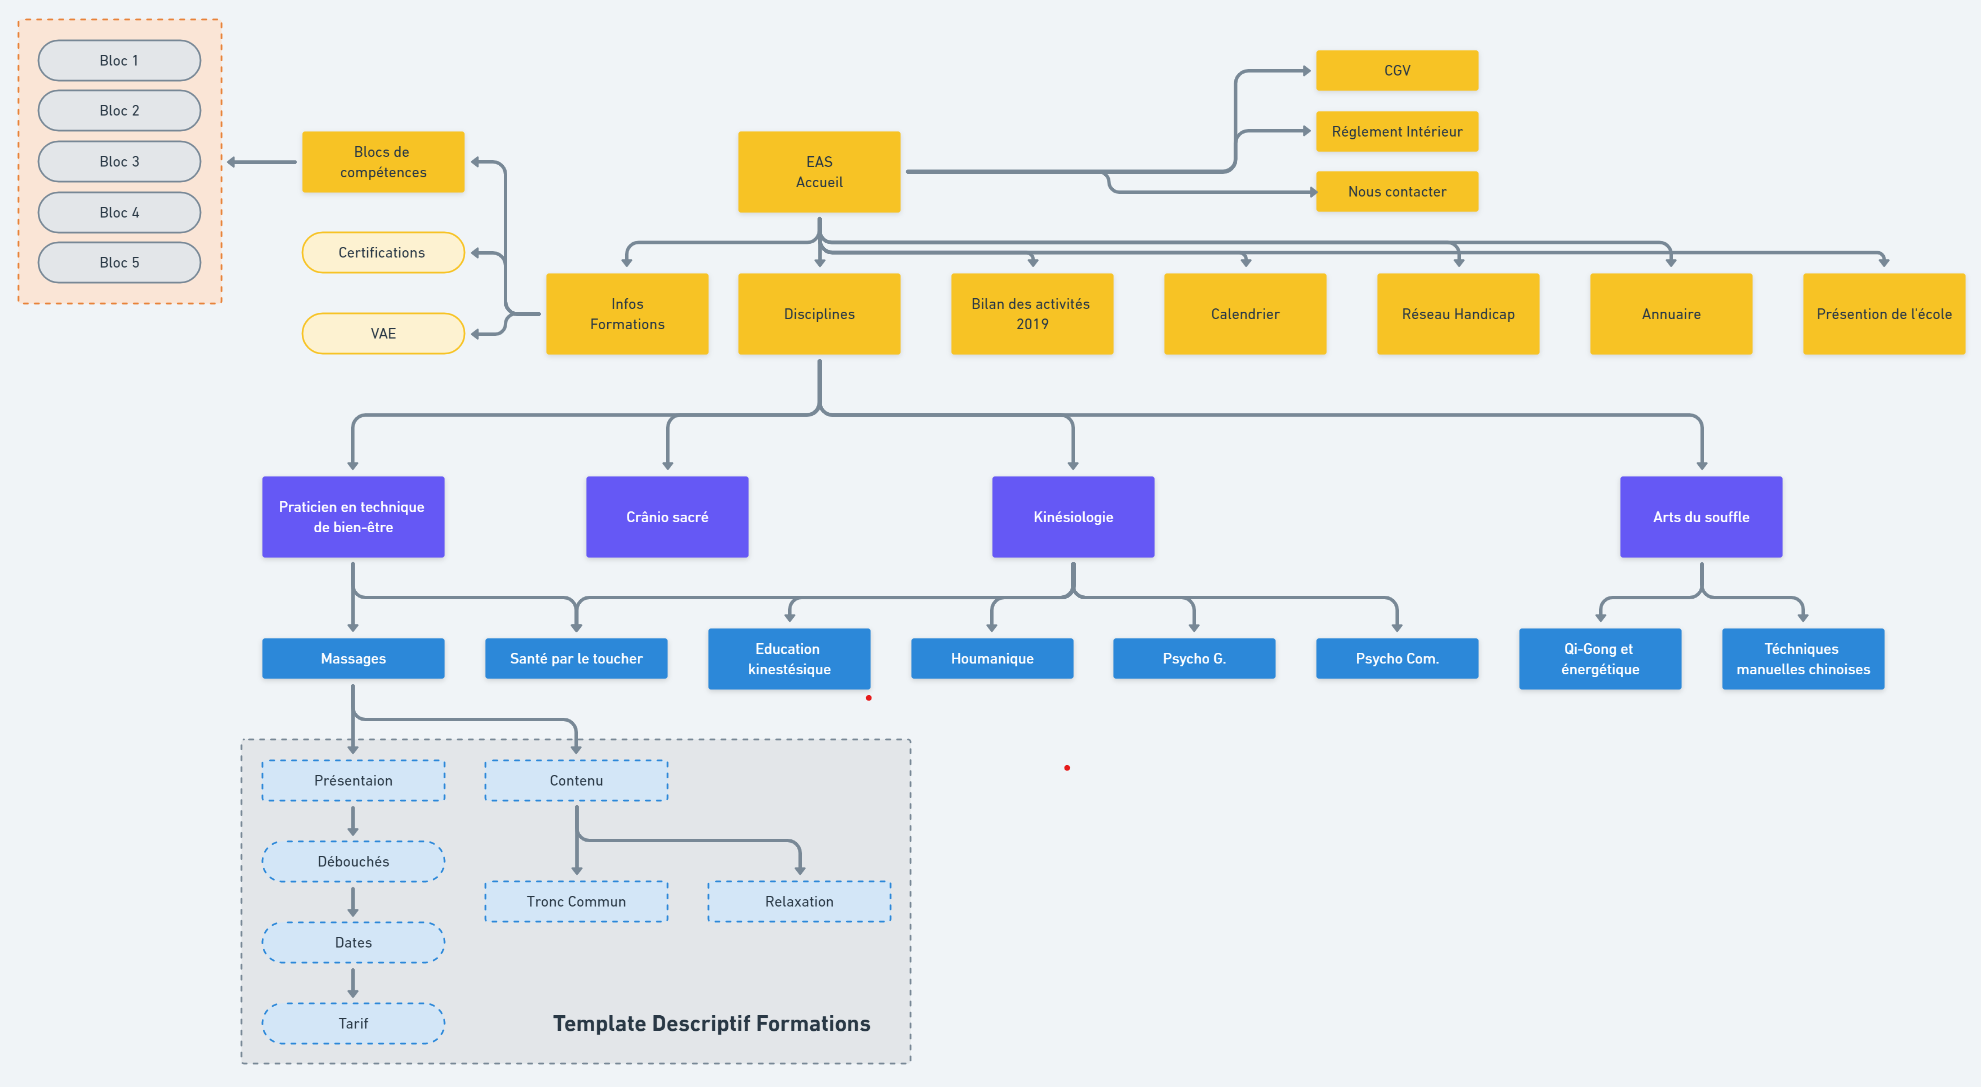 Bloc 1
Bloc 2
Bloc 3
Bloc 4
Bloc 5
Blocs de
compétences
Certifications
VAE
EAS
Accueil
CGV
Réglement Intérieur
Nous contacter
Infos
Formations
Disciplines
Bilan des activités
2019
Calendrier
Réseau Handicap
Annuaire
Présention de l'école
Praticien en technique
de bien-être
Crânio sacré
Kinésiologie
Arts du souffle
Massages
Santé par le toucher
Education
kinestésique
Houmanique
Psycho G.
Psycho Com.
Qi-Gong et
énergétique
Téchniques
manuelles chinoises
Présentaion
Contenu
Débouchés
Tronc Commun
Relaxation
Dates
Tarif
Template Descriptif Formations